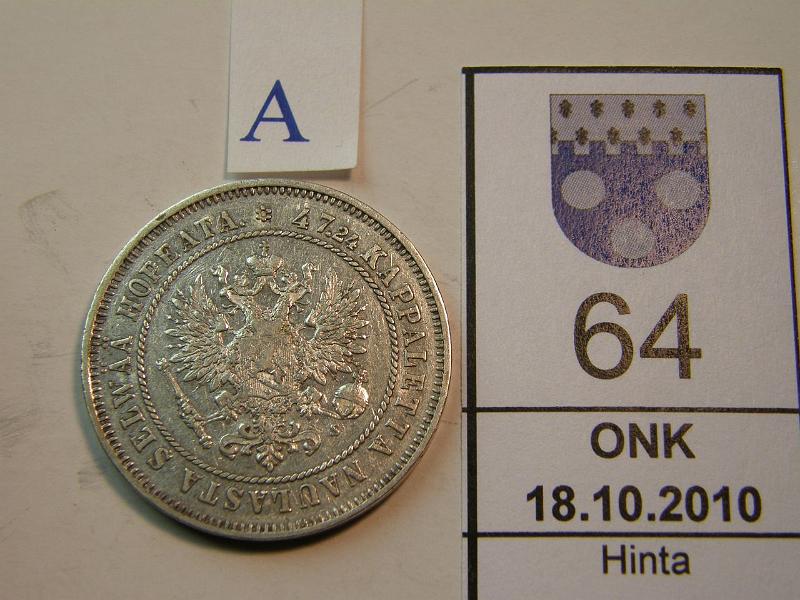 A
47.24 KAPPALETTA NAULASTA SELWÄÄ HOPEATA
S
64
ONK
18.10.2010
Hinta